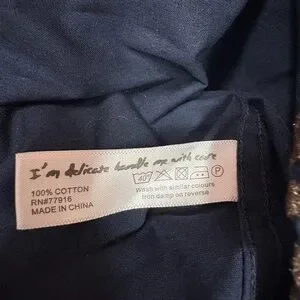 I'm delicate handle me with care
100% COTTON
RN#77916
MADE IN CHINA
40° P
Wash with similar colours
Iron damp on reverse